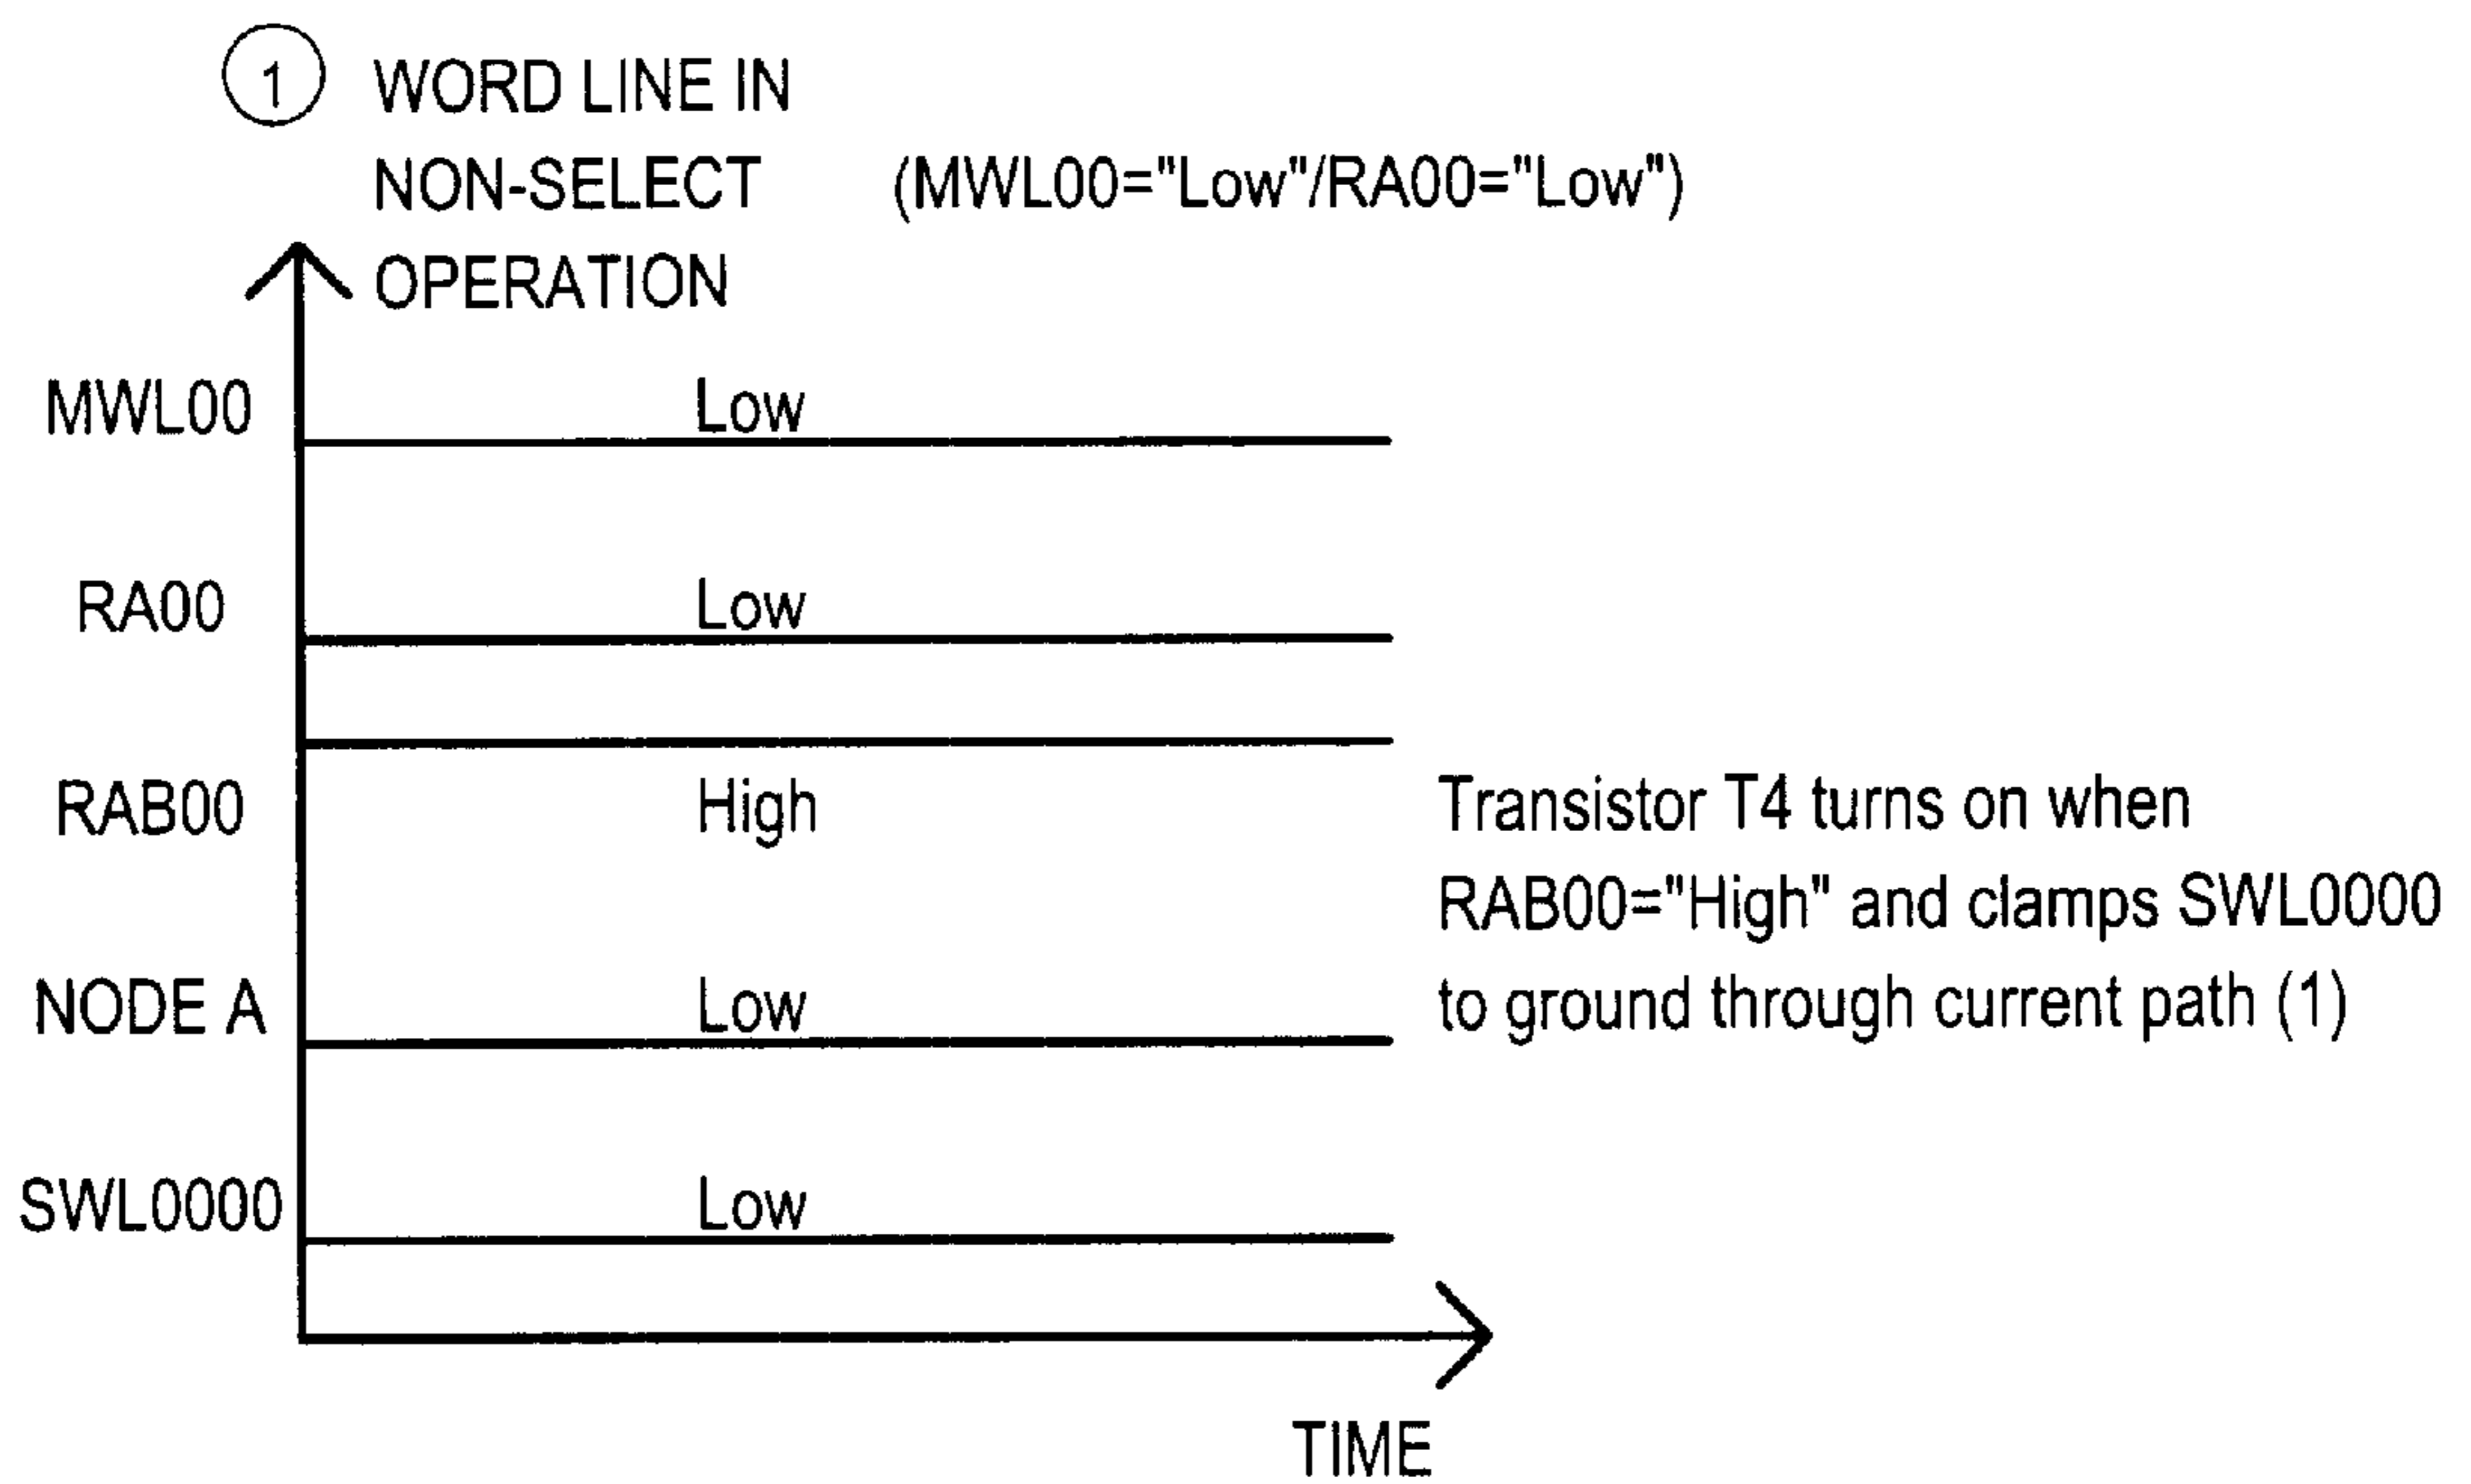 1 WORD LINE IN
NON-SELECT (MWL00="Low"/RA00="Low")
OPERATION
MWL00 Low
RA00 Low
RAB00 High
Transistor T4 turns on when
RAB00="High" and clamps SWL0000
to ground through current path (1)
NODE A Low
SWL0000 Low
TIME